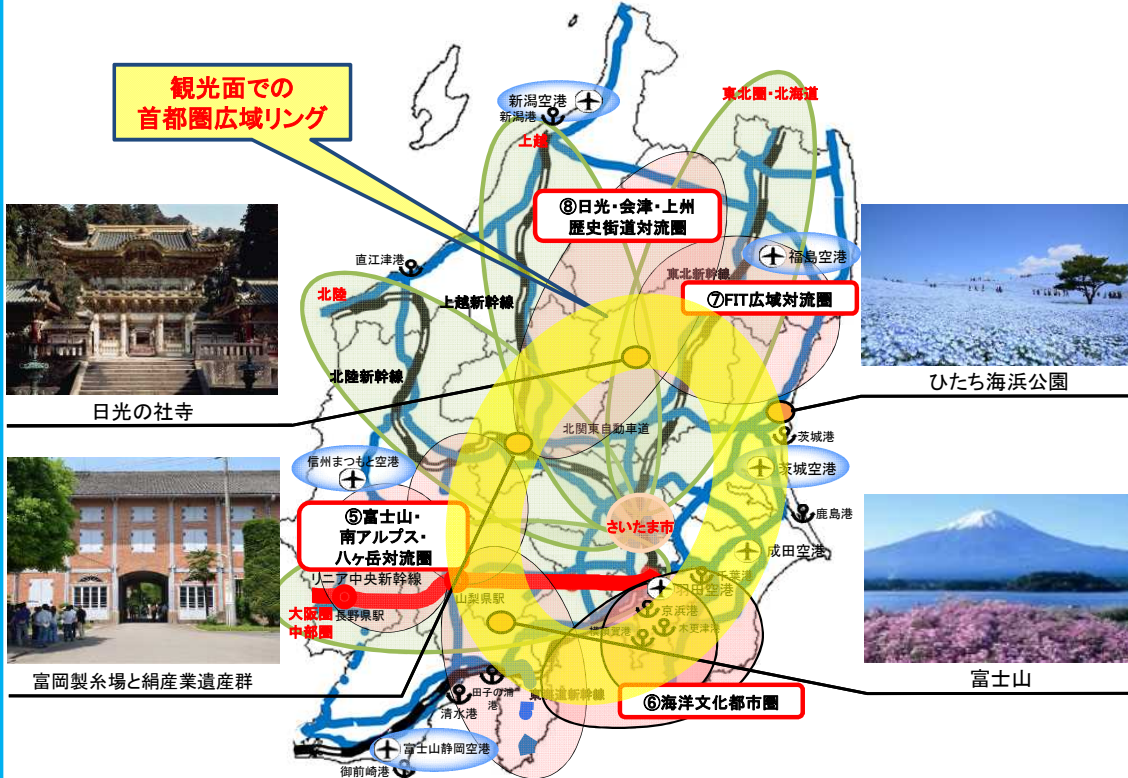 観光面での
首都圏広域リング
新潟空港
新潟港
上越
東北圏・北海道
⑧日光・会津・上州
歴史街道対流圏
直江津港
福島空港
東北新幹線
北陸
上越新幹線
⑦FIT広域対流圏
北陸新幹線
日光の社寺
ひたち海浜公園
北関東自動車道
茨城港
信州まつもと空港
茨城空港
⑤富士山・
南アルプス・
八ヶ岳対流圏
さいたま市
鹿島港
成田空港
リニア中央新幹線
千葉港
羽田空港
山梨県駅
大阪圏
中部圏
長野県駅
京浜港
横須賀港
木更津港
富岡製糸場と絹産業遺産群
富士山
田子の浦
港
東海道新幹線
清水港
⑥海洋文化都市圏
富士山静岡空港
御前崎港